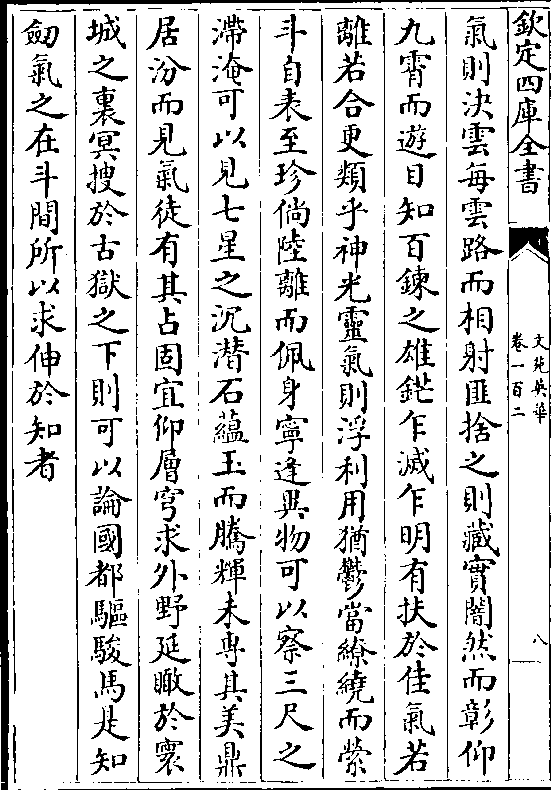 欽定四庫全書
文苑英華
卷一百二
八
氣則決雲每雲路而相射匪捨之則藏實闇然而彰仰
九霄而遊目知百鍊之雄鋩乍滅乍明有扶於佳氣若
離若合更類乎神光靈氣則浮利用猶鬱當繚繞而縈
斗自表至珍倘陸離而佩身寧逢異物可以察三尺之
滯淹可以見七星之沉潜石蘊玉而騰輝未專其美鼎
居汾而見氣徒有其占固宜仰層穹求外野延瞰於寰
城之裏冥搜於古獄之下則可以論國都驅駿馬是知
劒氣之在斗間所以求伸於知者